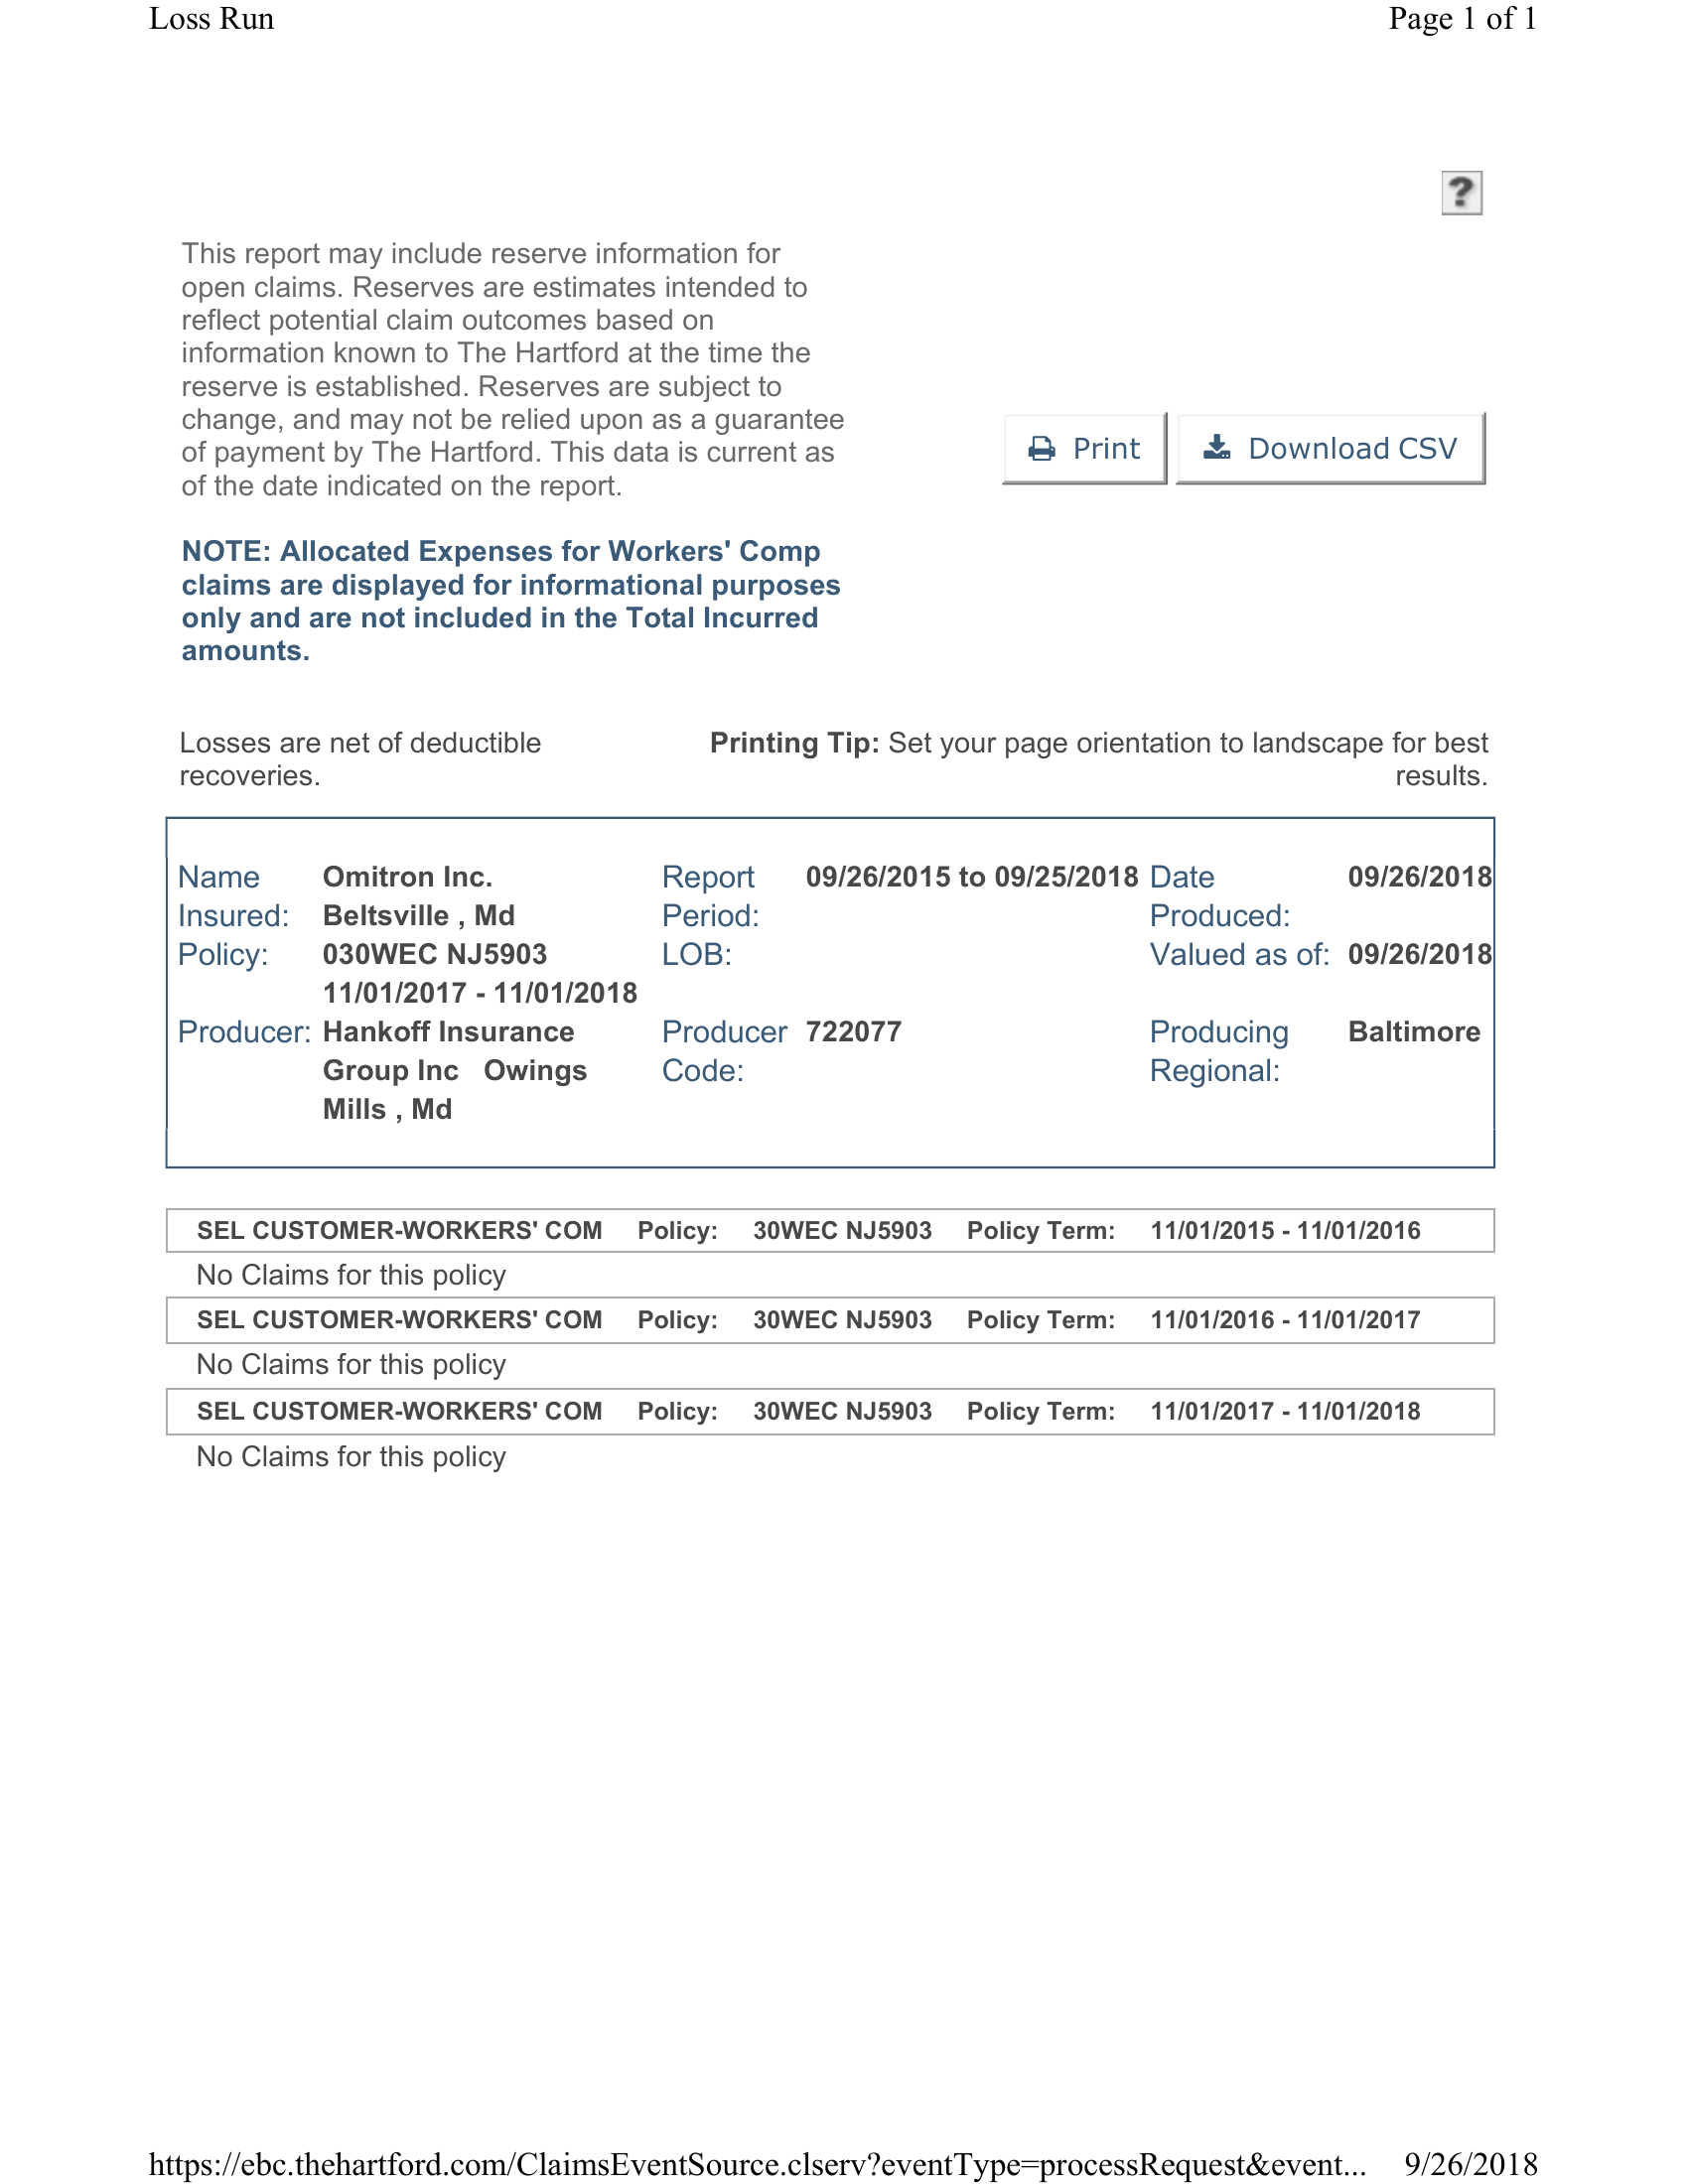 Loss Run Page 1 of 1
?
This report may include reserve information for
open claims. Reserves are estimates intended to
reflect potential claim outcomes based on
information known to The Hartford at the time the
reserve is established. Reserves are subject to
change, and may not be relied upon as a guarantee
of payment by The Hartford. This data is current as
of the date indicated on the report.
Print Download CSV
NOTE: Allocated Expenses for Workers' Comp
claims are displayed for informational purposes
only and are not included in the Total Incurred
amounts.
Losses are net of deductible
recoveries.
Printing Tip: Set your page orientation to landscape for best
results.
Name Omitron Inc. Report 09/26/2015 to 09/25/2018 Date 09/26/2018
Insured: Beltsville , Md Period: Produced:
Policy: 030WEC NJ5903 LOB: Valued as of: 09/26/2018
11/01/2017 - 11/01/2018
Producer: Hankoff Insurance Producer 722077 Producing Baltimore
Group Inc Owings Code: Regional:
Mills , Md
SEL CUSTOMER-WORKERS' COM Policy: 30WEC NJ5903 Policy Term: 11/01/2015 - 11/01/2016
No Claims for this policy
SEL CUSTOMER-WORKERS' COM Policy: 30WEC NJ5903 Policy Term: 11/01/2016 - 11/01/2017
No Claims for this policy
SEL CUSTOMER-WORKERS' COM Policy: 30WEC NJ5903 Policy Term: 11/01/2017 - 11/01/2018
No Claims for this policy
https://ebc.thehartford.com/ClaimsEventSource.clserv?eventType=processRequest&event... 9/26/2018